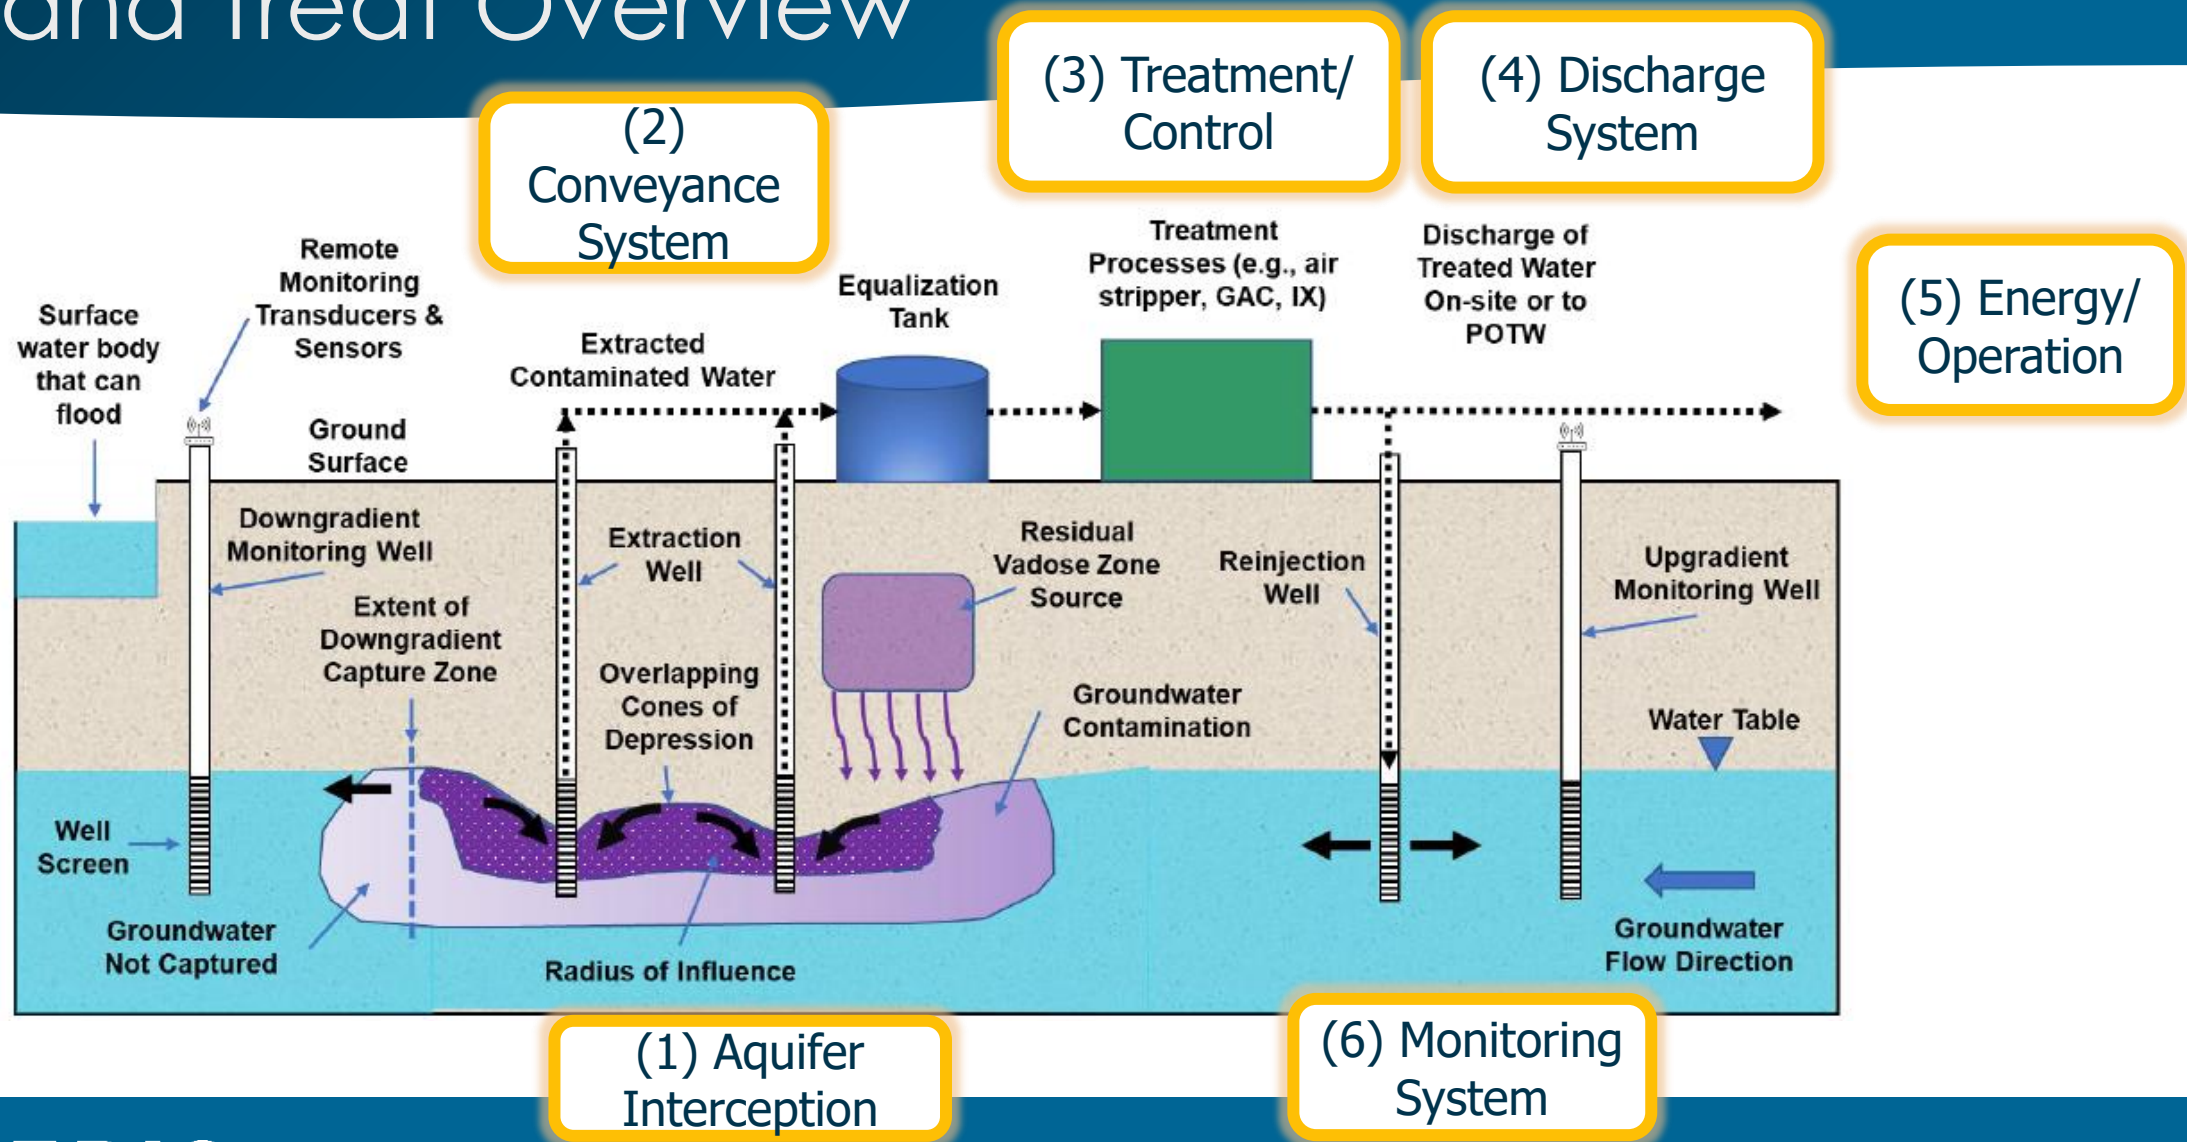 and Treat Overview
(3) Treatment/
Control
(4) Discharge
System
(2)
Conveyance
System
(5) Energy/
Operation
Surface
water body
that can
flood
Remote
Monitoring
Transducers &
Sensors
Ground
Surface
Extracted
Contaminated Water
Equalization
Tank
Treatment
Processes (e.g., air
stripper, GAC, IX)
Discharge of
Treated Water
On-site or to
POTW
Downgradient
Monitoring Well
Extent of
Downgradient
Capture Zone
Extraction
Well
Overlapping
Cones of
Depression
Residual
Vadose Zone
Source
Groundwater
Contamination
Reinjection
Well
Upgradient
Monitoring Well
Water Table
Well
Screen
Groundwater
Not Captured
Radius of Influence
Groundwater
Flow Direction
(1) Aquifer
Interception
(6) Monitoring
System